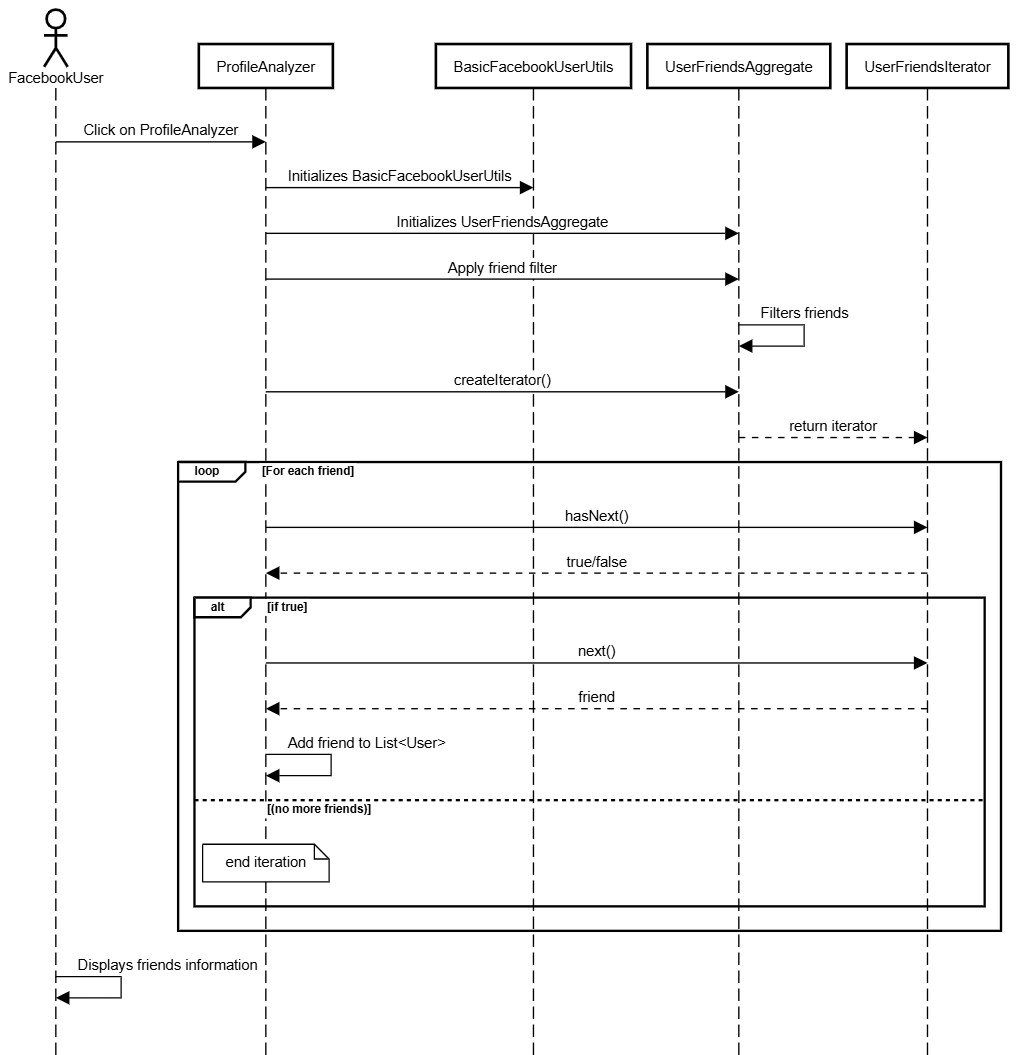 FacebookUser
ProfileAnalyzer
BasicFacebookUserUtils
UserFriendsAggregate
UserFriendsIterator
Click on ProfileAnalyzer
Initializes BasicFacebookUserUtils
Initializes UserFriendsAggregate
Apply friend filter
Filters friends
createIterator()
return iterator
loop
[For each friend]
hasNext()
true/false
alt
[if true]
next()
friend
Add friend to List<User>
[(no more friends)]
end iteration
Displays friends information